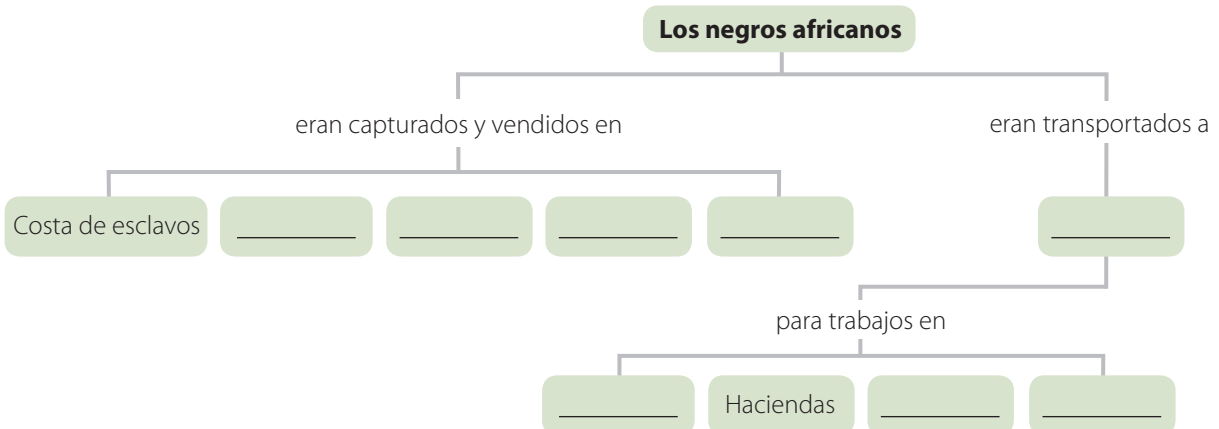 Los negros africanos
eran capturados y vendidos en
eran transportados a
Costa de esclavos
para trabajos en
Haciendas